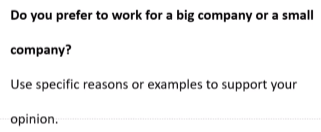 Do you prefer to work for a big company or a small
company?
Use specific reasons or examples to support your
opinion.